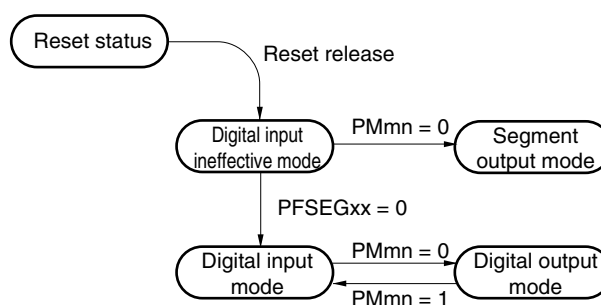 Reset status
Reset release
Digital input
ineffective mode
PMmn = 0
Segment
output mode
PFSEGxx = 0
Digital input
mode
PMmn = 0
PMmn = 1
Digital output
mode